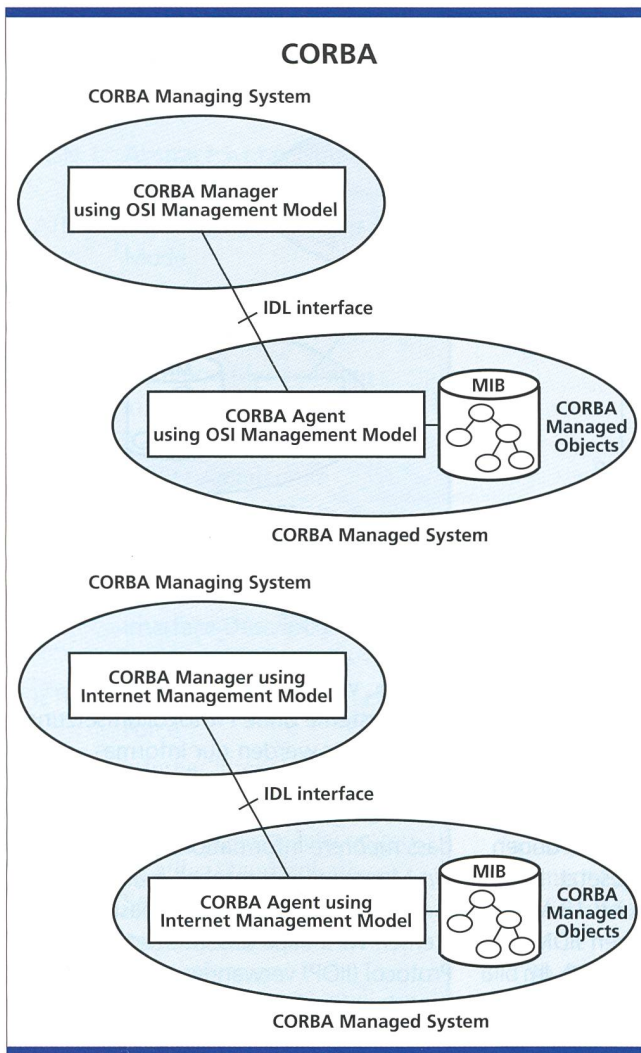 CORBA
CORBA Managing System
CORBA Manager
using OSI Management Model
IDL interface
MIB
CORBA
Managed
Objects
CORBA Agent
using OSI Management Model
CORBA Managed System
CORBA Managing System
CORBA Manager using
Internet Management Model
IDL interface
MIB
CORBA
Managed
Objects
CORBA Agent using
Internet Management Model
CORBA Managed System